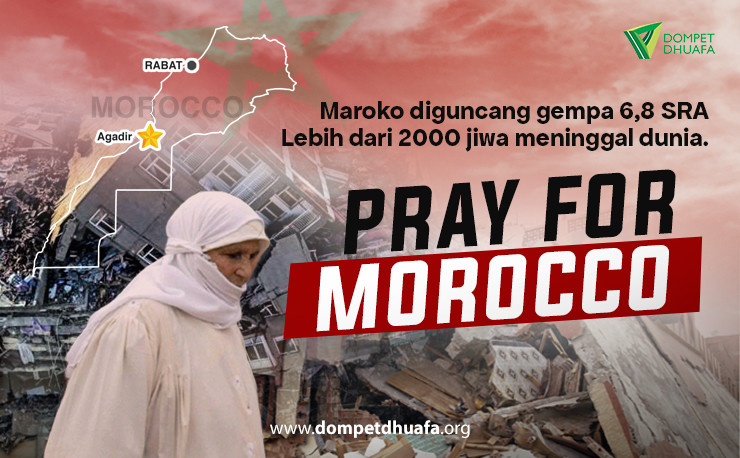 DOMPET
DHUAFA
RABAT
MOROCCO
Agadir
Maroko diguncang gempa 6,8 SRA
Lebih dari 2000 jiwa meninggal dunia.
PRAY FOR
MOROCCO
www.dompetdhuafa.org